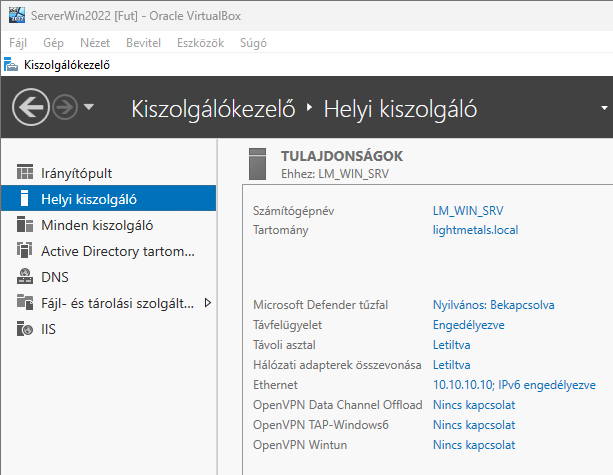 ServerWin2022 [Fut] - Oracle VirtualBox
Fájl Gép Nézet Bevitel Eszközök Súgó
Kiszolgálókezelő
Kiszolgálókezelő Helyi kiszolgáló
Irányítópult
Helyi kiszolgáló
Minden kiszolgáló
Active Directory tartom...
DNS
Fájl- és tárolási szolgált...
IIS
TULAJDONSÁGOK
Ehhez: LM_WIN_SRV
Számítógépnév LM_WIN_SRV
Tartomány lightmetals.local
Microsoft Defender tűzfal Nyilvános: Bekapcsolva
Távfelügyelet Engedélyezve
Távoli asztal Letiltva
Hálózati adapterek összevonása Letiltva
Ethernet 10.10.10.10; IPv6 engedélyezve
OpenVPN Data Channel Offload Nincs kapcsolat
OpenVPN TAP-Windows6 Nincs kapcsolat
OpenVPN Wintun Nincs kapcsolat